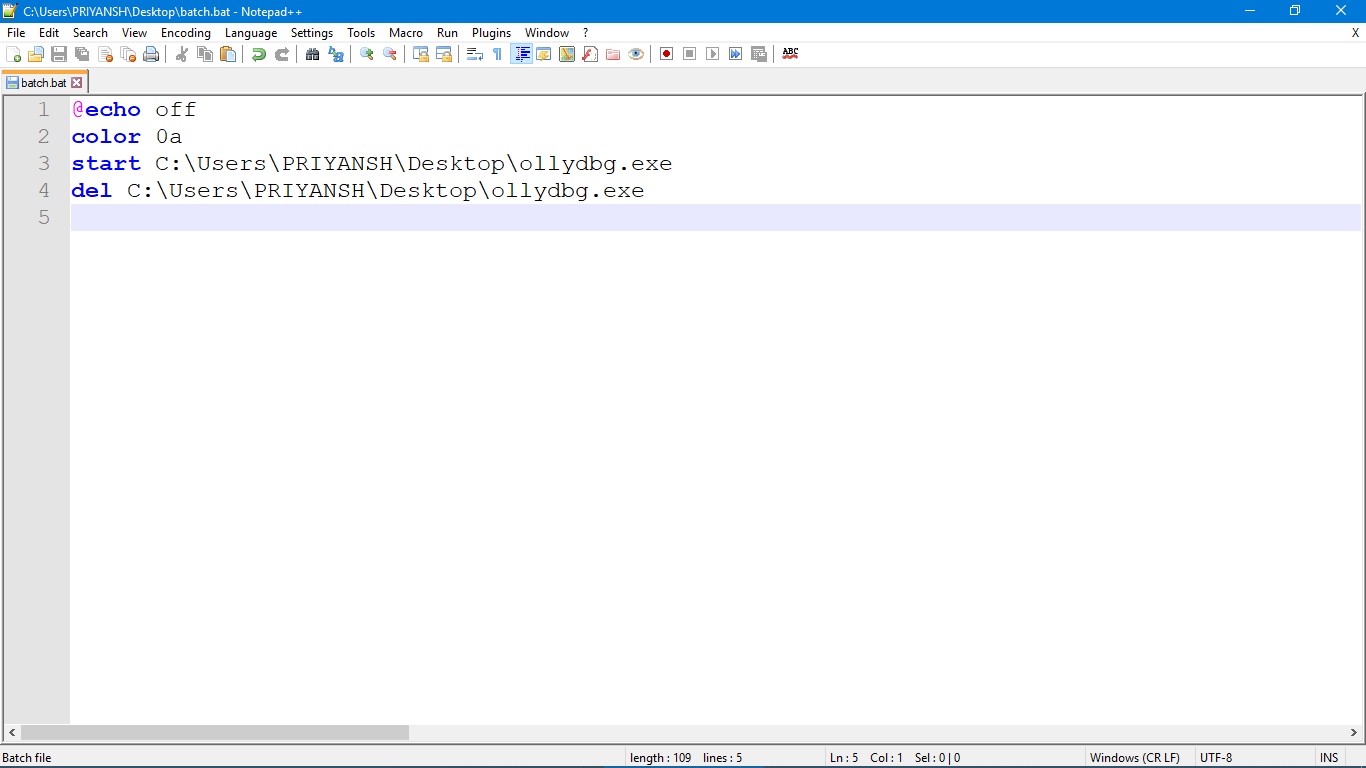 C:\Users\PRIYANSH\Desktop\batch.bat - Notepad++
File Edit Search View Encoding Language Settings Tools Macro Run Plugins Window ? X
ABC
batch.bat
1 @echo off
2 color 0a
3 start C:\Users\PRIYANSH\Desktop\ollydbg.exe
4 del C:\Users\PRIYANSH\Desktop\ollydbg.exe
5
Batch file length : 109 lines : 5 Ln : 5 Col : 1 Sel : 0 | 0 Windows (CR LF) UTF-8 INS